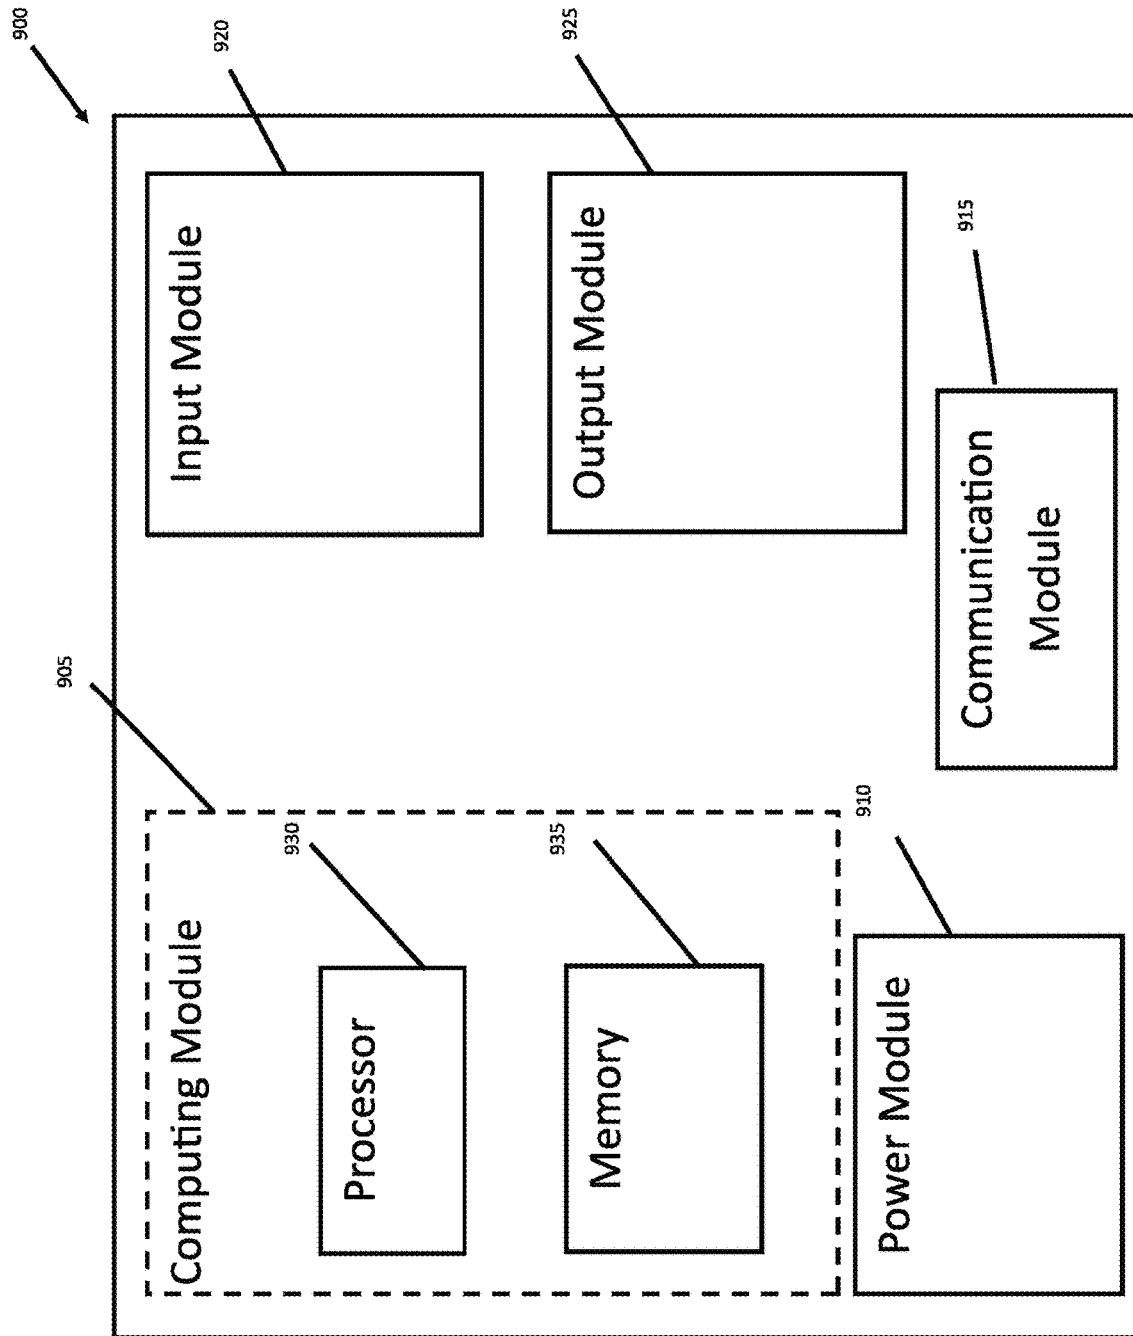 900
905
Computing Module
930
Processor
935
Memory
910
Power Module
920
Input Module
925
Output Module
915
Communication
Module